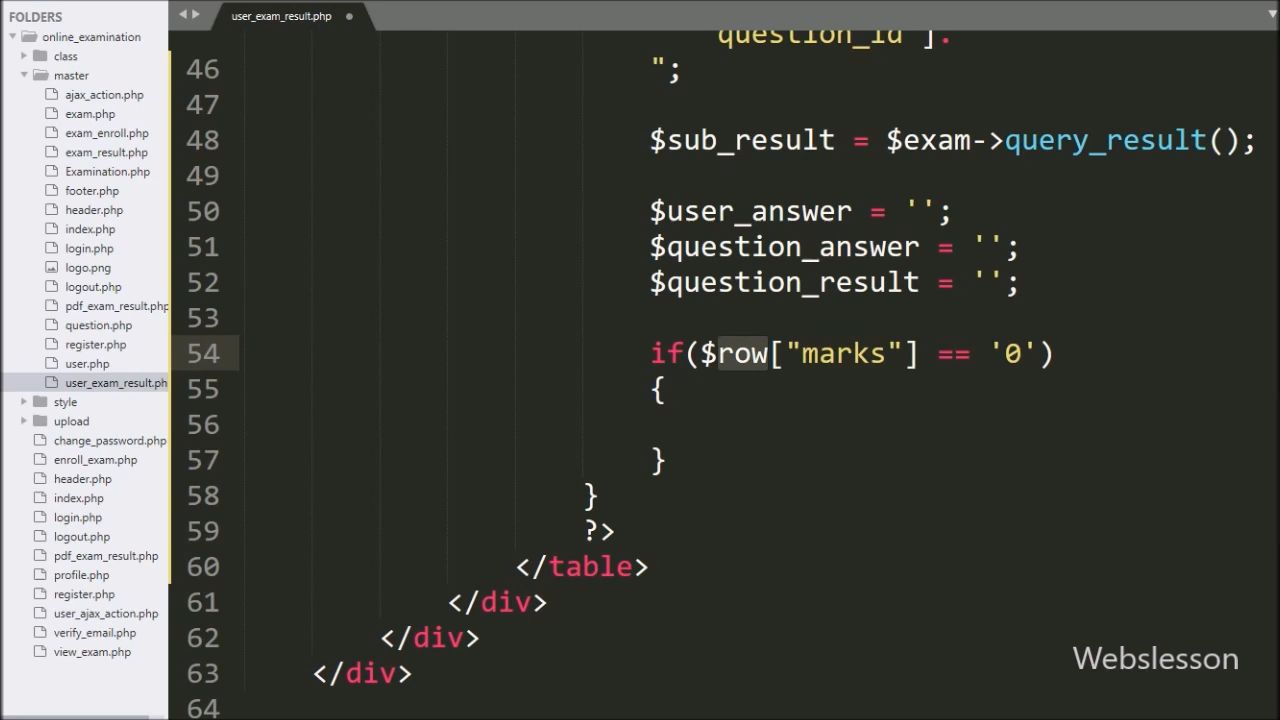 FOLDERS
online_examination
class
master
ajax_action.php
exam.php
exam_enroll.php
exam_result.php
Examination.php
footer.php
header.php
index.php
login.php
logo.png
logout.php
pdf_exam_result.php
question.php
register.php
user.php
user_exam_result.ph
style
upload
change_password.php
enroll_exam.php
header.php
index.php
login.php
logout.php
pdf_exam_result.php
profile.php
register.php
user_ajax_action.php
verify_email.php
view_exam.php
user_exam_result.php
question_id"].
46 ";
47
48 $sub_result = $exam->query_result();
49
50 $user_answer = '';
51 $question_answer = '';
52 $question_result = '';
53
54 if($row["marks"] == '0')
55 {
56
57 }
58 }
59 ?>
60 </table>
61 </div>
62 </div>
63 </div>
64
Webslesson